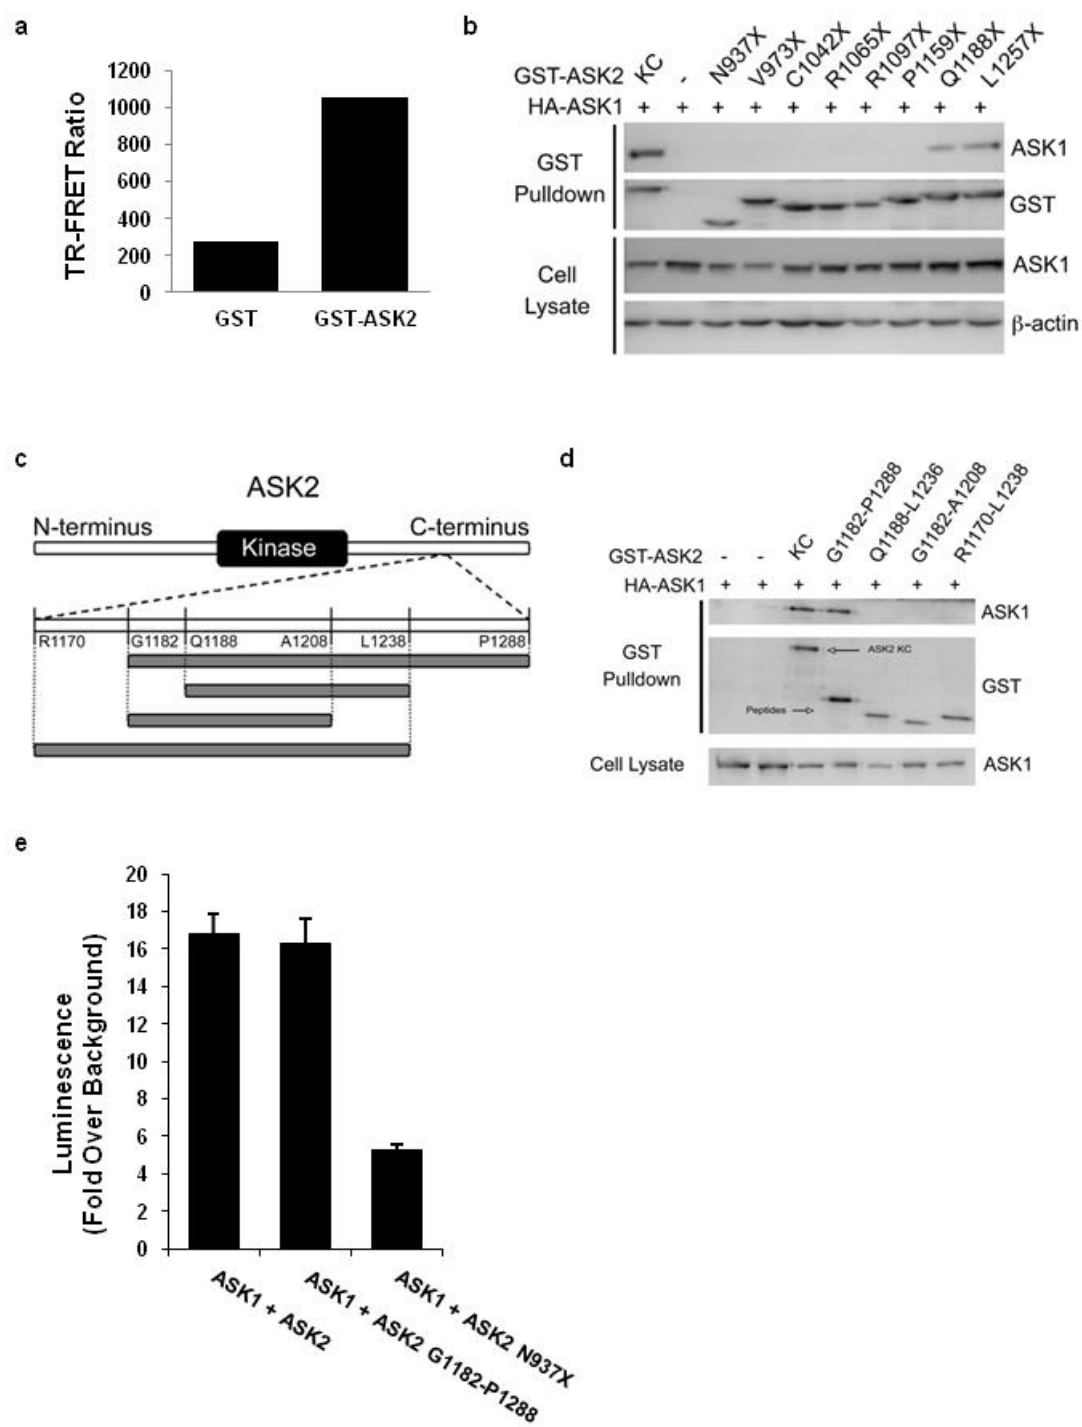 a
1200
1000
800
600
400
200
0
TR-FRET Ratio
GST
GST-ASK2
b
GST-ASK2 KC - N937X V973X C1042X R1065X R1097X P1159X Q1188X L1257X
HA-ASK1 + + + + + + + + + +
GST
Pulldown
ASK1
GST
Cell
Lysate
ASK1
β-actin
c
ASK2
N-terminus
C-terminus
Kinase
R1170 G1182 Q1188 A1208 L1238 P1288
d
GST-ASK2 - - KC G1182-P1288 Q1188-L1236 G1182-A1208 R1170-L1238
HA-ASK1 + + + + + + +
GST
Pulldown
ASK1
ASK2 KC
Peptides
GST
Cell Lysate
ASK1
e
20
18
16
14
12
10
8
6
4
2
0
Luminescence
(Fold Over Background)
ASK1 + ASK2
ASK1 + ASK2 G1182-P1288
ASK1 + ASK2 N937X